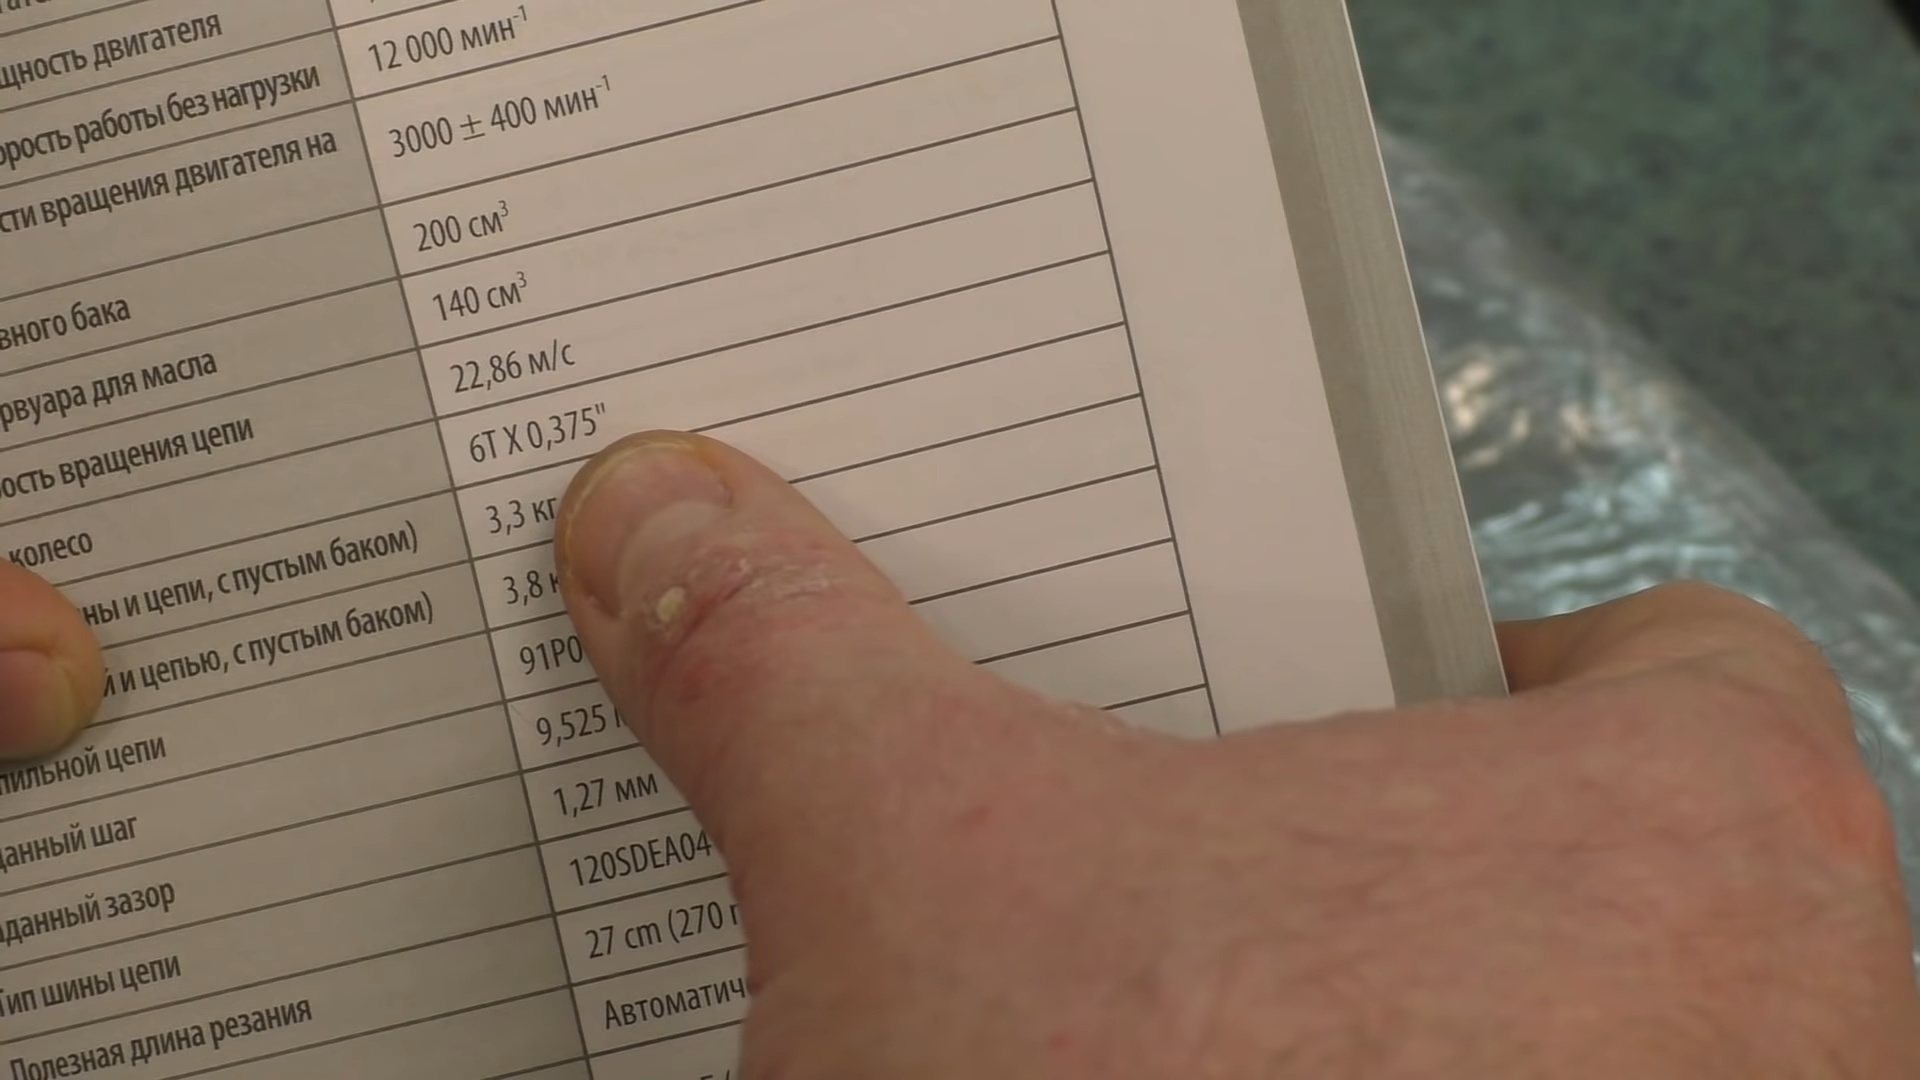 щность двигателя
12 000 мин⁻¹
орость работы без нагрузки
3000 ± 400 мин⁻¹
сти вращения двигателя на
200 см³
вного бака
140 см³
рвуара для масла
22,86 м/с
ость вращения цепи
6T X 0,375"
колесо
3,3 кг
ны и цепи, с пустым баком)
3,8 к
й и цепью, с пустым баком)
91P0
пильной цепи
9,525
данный шаг
1,27 мм
аданный зазор
120SDEA04
Тип шины цепи
27 cm (270
Полезная длина резания
Автоматич